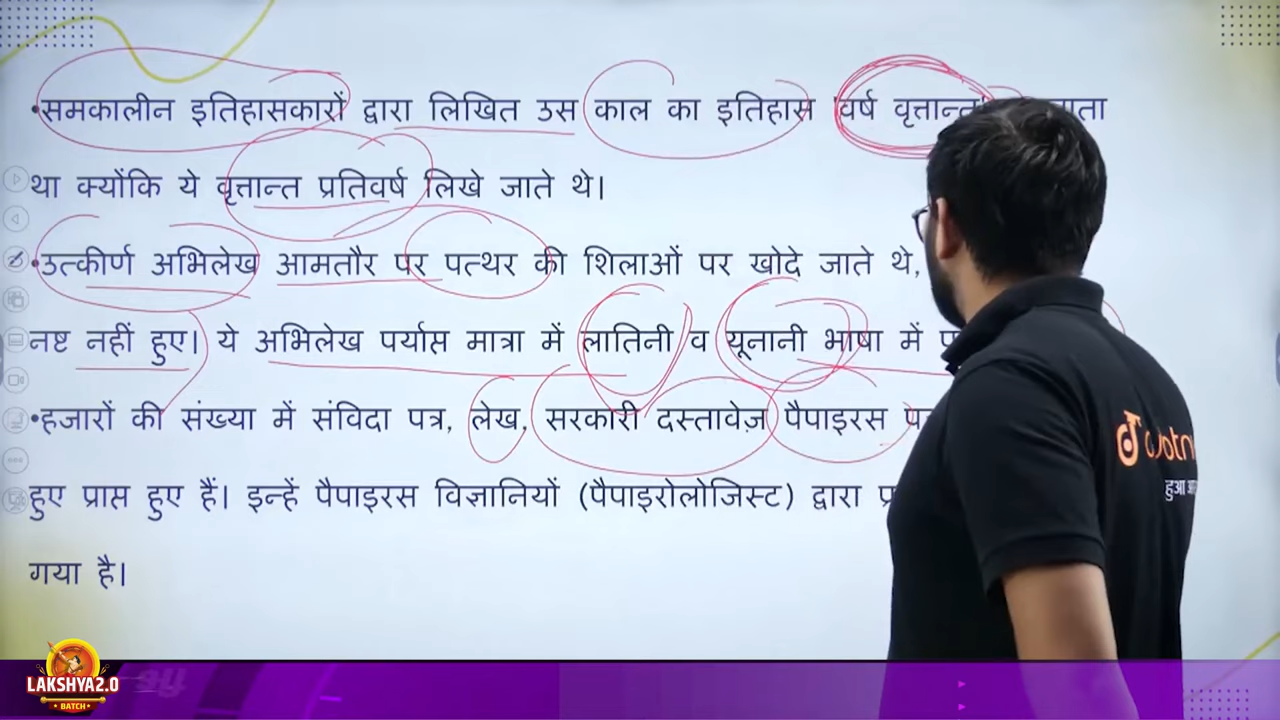 •समकालीन इतिहासकारों द्वारा लिखित उस काल का इतिहास 'वर्ष वृत्तान्त'
था क्योंकि ये वृत्तान्त प्रतिवर्ष लिखे जाते थे।
•उत्कीर्ण अभिलेख आमतौर पर पत्थर की शिलाओं पर खोदे जाते थे,
नष्ट नहीं हुए। ये अभिलेख पर्याप्त मात्रा में लातिनी व यूनानी भाषा में
•हजारों की संख्या में संविदा पत्र, लेख, सरकारी दस्तावेज़ पैपाइरस
हुए प्राप्त हुए हैं। इन्हें पैपाइरस विज्ञानियों (पैपाइरोलोजिस्ट) द्वारा
गया है।
हुआ
LAKSHYA2.0
BATCH